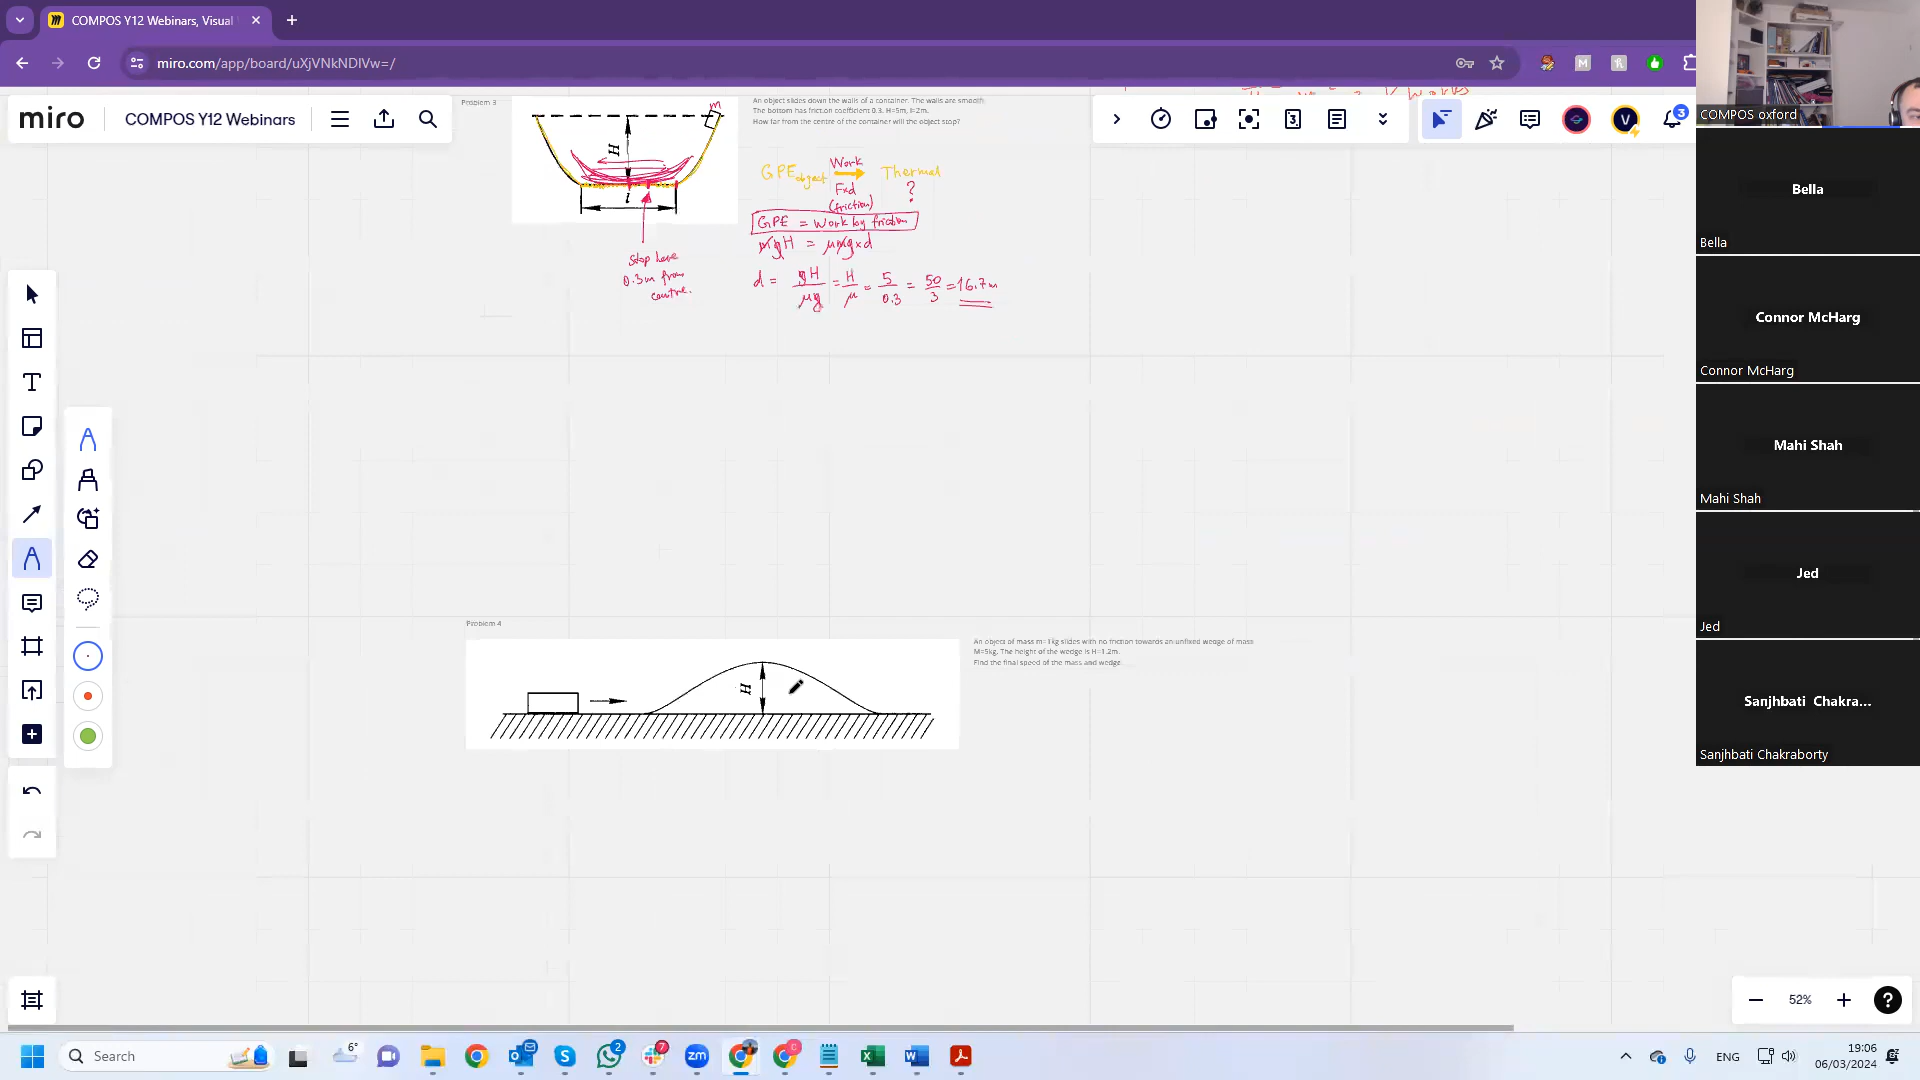 COMPOS Y12 Webinars, Visual
miro.com/app/board/uXjVNkNDIVw=/
miro
COMPOS Y12 Webinars
Problem 3
An object slides down the walls of a container. The walls are smooth.
The bottom has friction coefficient 0.3. H=5m, l=2m.
How far from the centre of the container will the object stop?
m
H
l
GPE object Work Thermal
Fxd ?
(friction)
GPE = Work by friction
mgH = μmg×d
d = gH/μg = H/μ = 5/0.3 = 50/3 = 16.7m
Stop here
0.3m from
centre.
Problem 4
An object of mass m=1kg slides with no friction towards an unfixed wedge of mass
M=5kg. The height of the wedge is H=1.2m.
Find the final speed of the mass and wedge.
H
V
3
COMPOS oxford
Bella
Bella
Connor McHarg
Connor McHarg
Mahi Shah
Mahi Shah
Jed
Jed
Sanjhbati Chakra...
Sanjhbati Chakraborty
52%
?
Search
6°
2
7
zm
ENG
19:06
06/03/2024